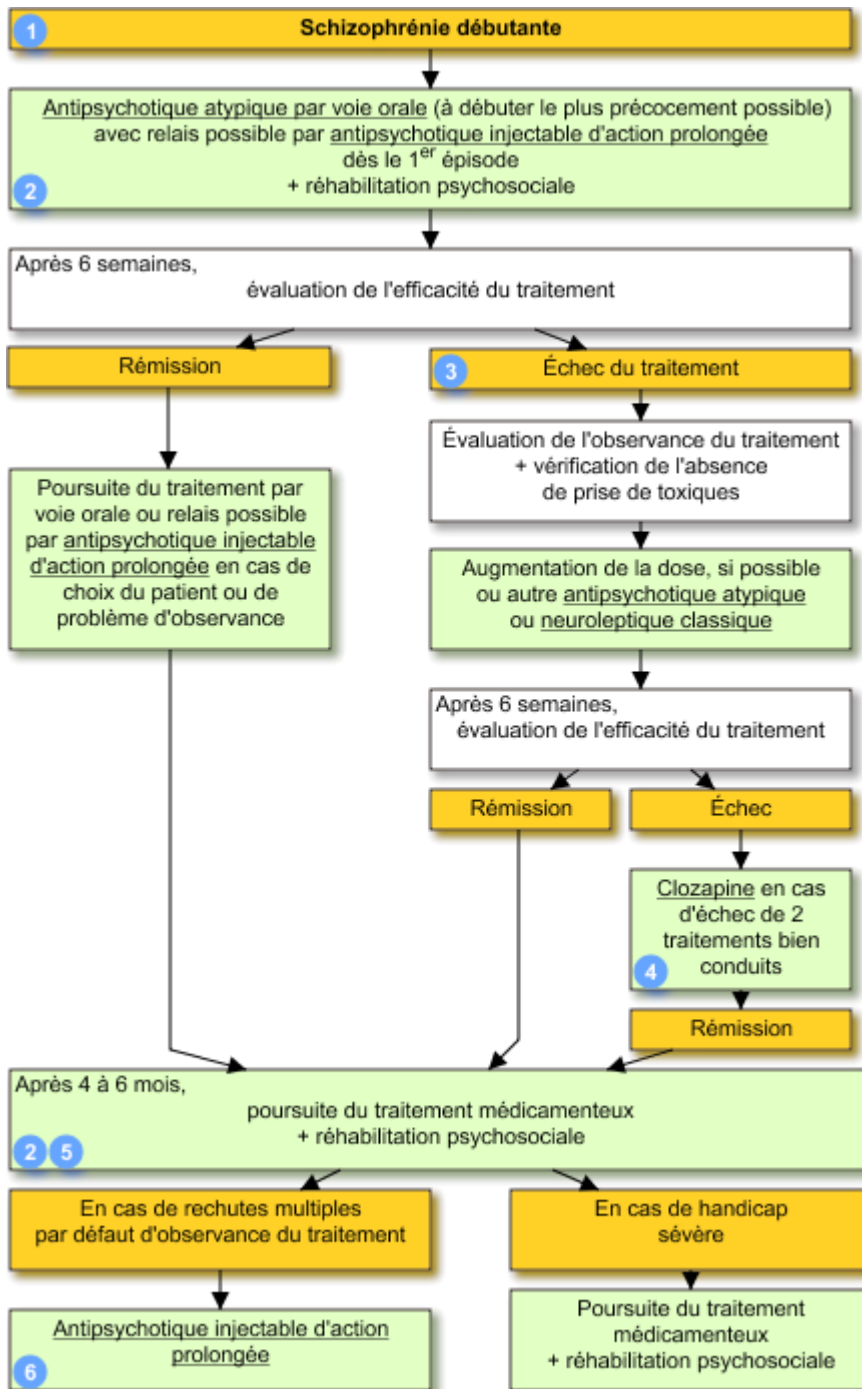 1
Schizophrénie débutante
Antipsychotique atypique par voie orale (à débuter le plus précocement possible)
avec relais possible par antipsychotique injectable d'action prolongée
dès le 1er épisode
+ réhabilitation psychosociale
2
Après 6 semaines,
évaluation de l'efficacité du traitement
Rémission
3
Échec du traitement
Poursuite du traitement par
voie orale ou relais possible
par antipsychotique injectable
d'action prolongée en cas de
choix du patient ou de
problème d'observance
Évaluation de l'observance du traitement
+ vérification de l'absence
de prise de toxiques
Augmentation de la dose, si possible
ou autre antipsychotique atypique
ou neuroleptique classique
Après 6 semaines,
évaluation de l'efficacité du traitement
Rémission
Échec
Clozapine en cas
d'échec de 2
traitements bien
conduits
4
Rémission
Après 4 à 6 mois,
poursuite du traitement médicamenteux
+ réhabilitation psychosociale
2 5
En cas de rechutes multiples
par défaut d'observance du traitement
En cas de handicap
sévère
Antipsychotique injectable d'action
prolongée
6
Poursuite du traitement
médicamenteux
+ réhabilitation psychosociale